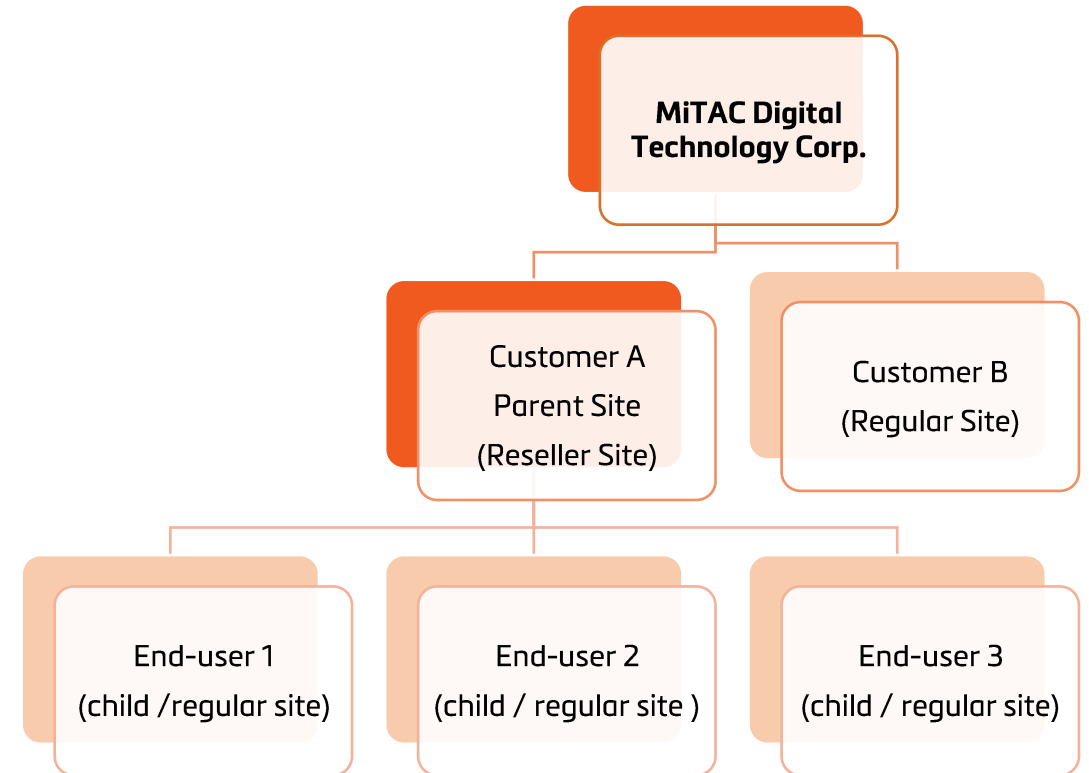 MiTAC Digital
Technology Corp.
Customer A
Parent Site
(Reseller Site)
Customer B
(Regular Site)
End-user 1
(child /regular site)
End-user 2
(child / regular site )
End-user 3
(child / regular site)